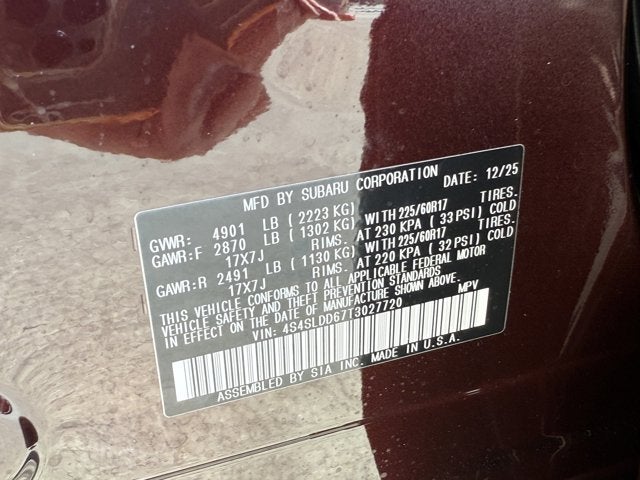 MFD BY SUBARU CORPORATION DATE: 12/25
GVWR: 4901 LB ( 2223 KG)
GAWR:F 2870 LB ( 1302 KG) WITH 225/60R17 TIRES.
17X7J RIMS. AT 230 KPA ( 33 PSI) COLD
GAWR:R 2491 LB ( 1130 KG) WITH 225/60R17 TIRES.
17X7J RIMS. AT 220 KPA ( 32 PSI) COLD
THIS VEHICLE CONFORMS TO ALL APPLICABLE FEDERAL MOTOR
VEHICLE SAFETY AND THEFT PREVENTION STANDARDS
IN EFFECT ON THE DATE OF MANUFACTURE SHOWN ABOVE.
VIN: 4S4SLDD67T3027720 MPV
ASSEMBLED BY SIA INC. MADE IN U.S.A.